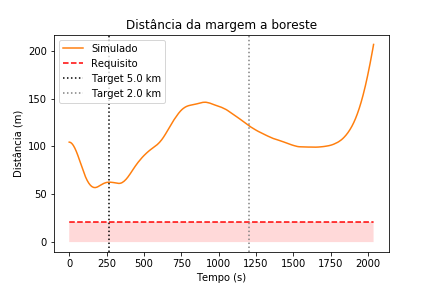 Distância da margem a boreste
Simulado
Requisito
Target 5.0 km
Target 2.0 km
Distância (m)
200
150
100
50
0
0 250 500 750 1000 1250 1500 1750 2000
Tempo (s)